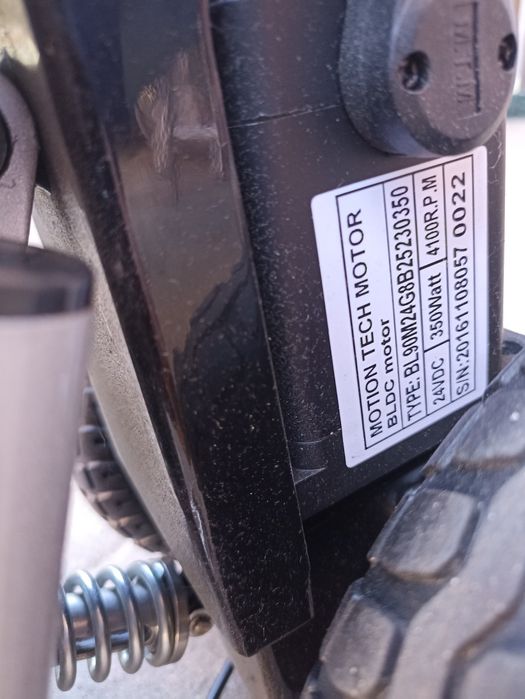 MOTION TECH MOTOR
BLDC motor
TYPE: BL90M24G8B25230350
24VDC 350Watt 4100R.P.M
S/N:20161108057 0022